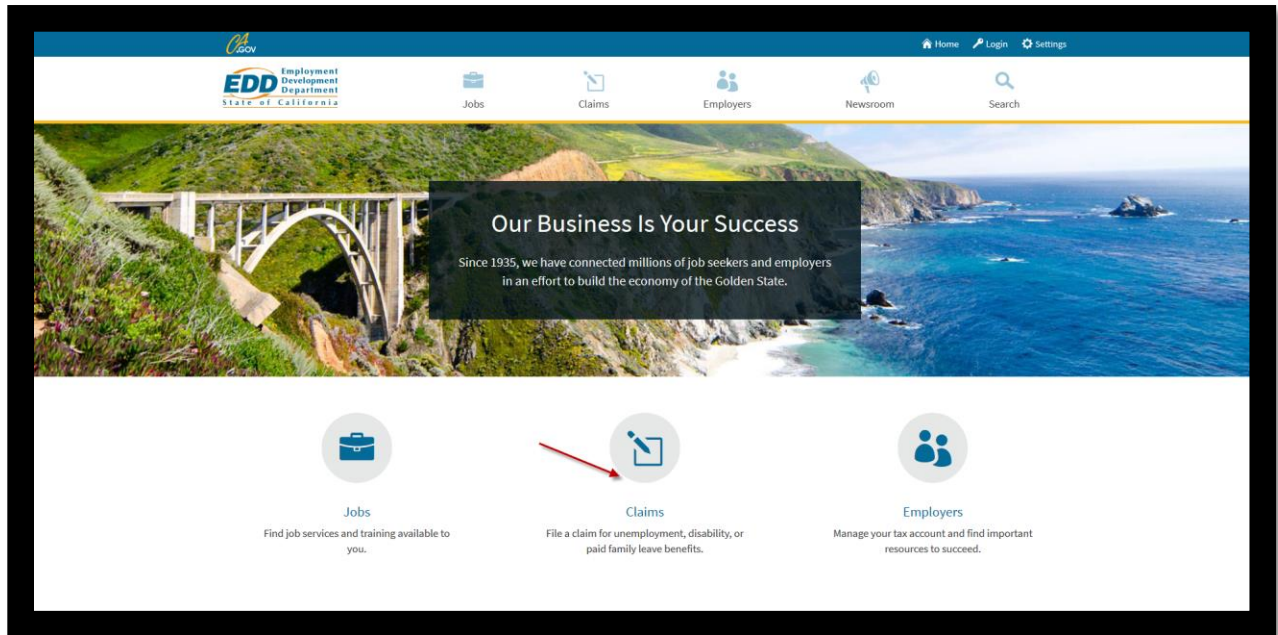 CA.GOV
Home Login Settings
EDD Employment
Development
Department
State of California
Jobs Claims Employers Newsroom Search
Our Business Is Your Success
Since 1935, we have connected millions of job seekers and employers
in an effort to build the economy of the Golden State.
Jobs
Find job services and training available to
you.
Claims
File a claim for unemployment, disability, or
paid family leave benefits.
Employers
Manage your tax account and find important
resources to succeed.